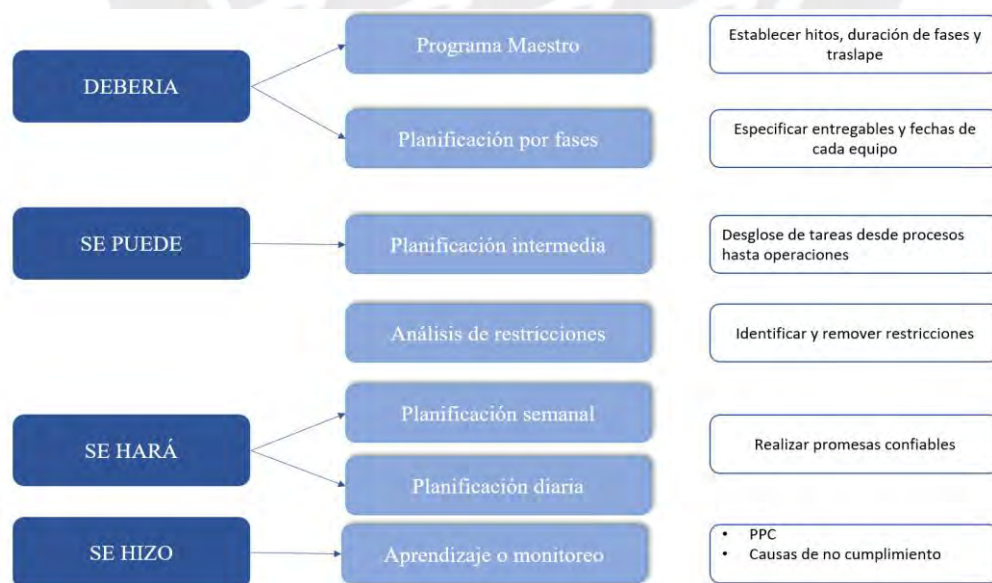 DEBERIA
Programa Maestro
Establecer hitos, duración de fases y
traslape
Planificación por fases
Especificar entregables y fechas de
cada equipo
SE PUEDE
Planificación intermedia
Desglose de tareas desde procesos
hasta operaciones
Análisis de restricciones
Identificar y remover restricciones
SE HARÁ
Planificación semanal
Planificación diaria
Realizar promesas confiables
SE HIZO
Aprendizaje o monitoreo
• PPC
• Causas de no cumplimiento